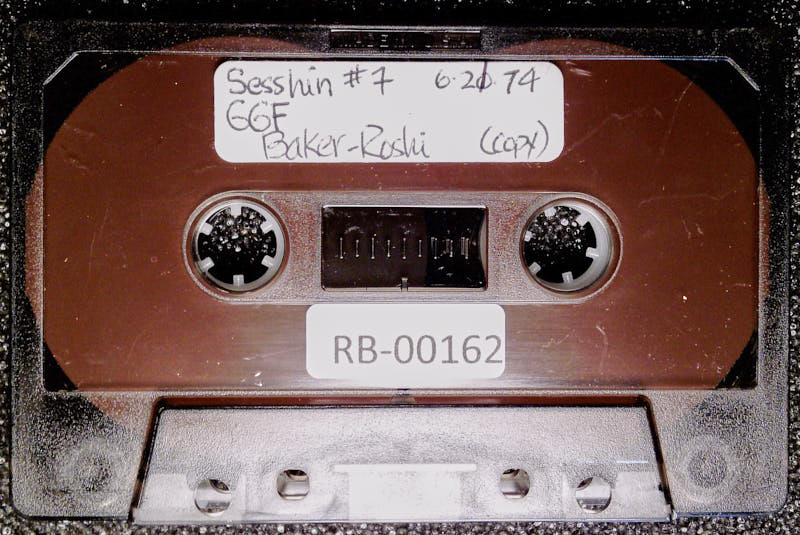 Sesshin #7 6·20·74
GGF
Baker-Roshi (copy)
RB-00162